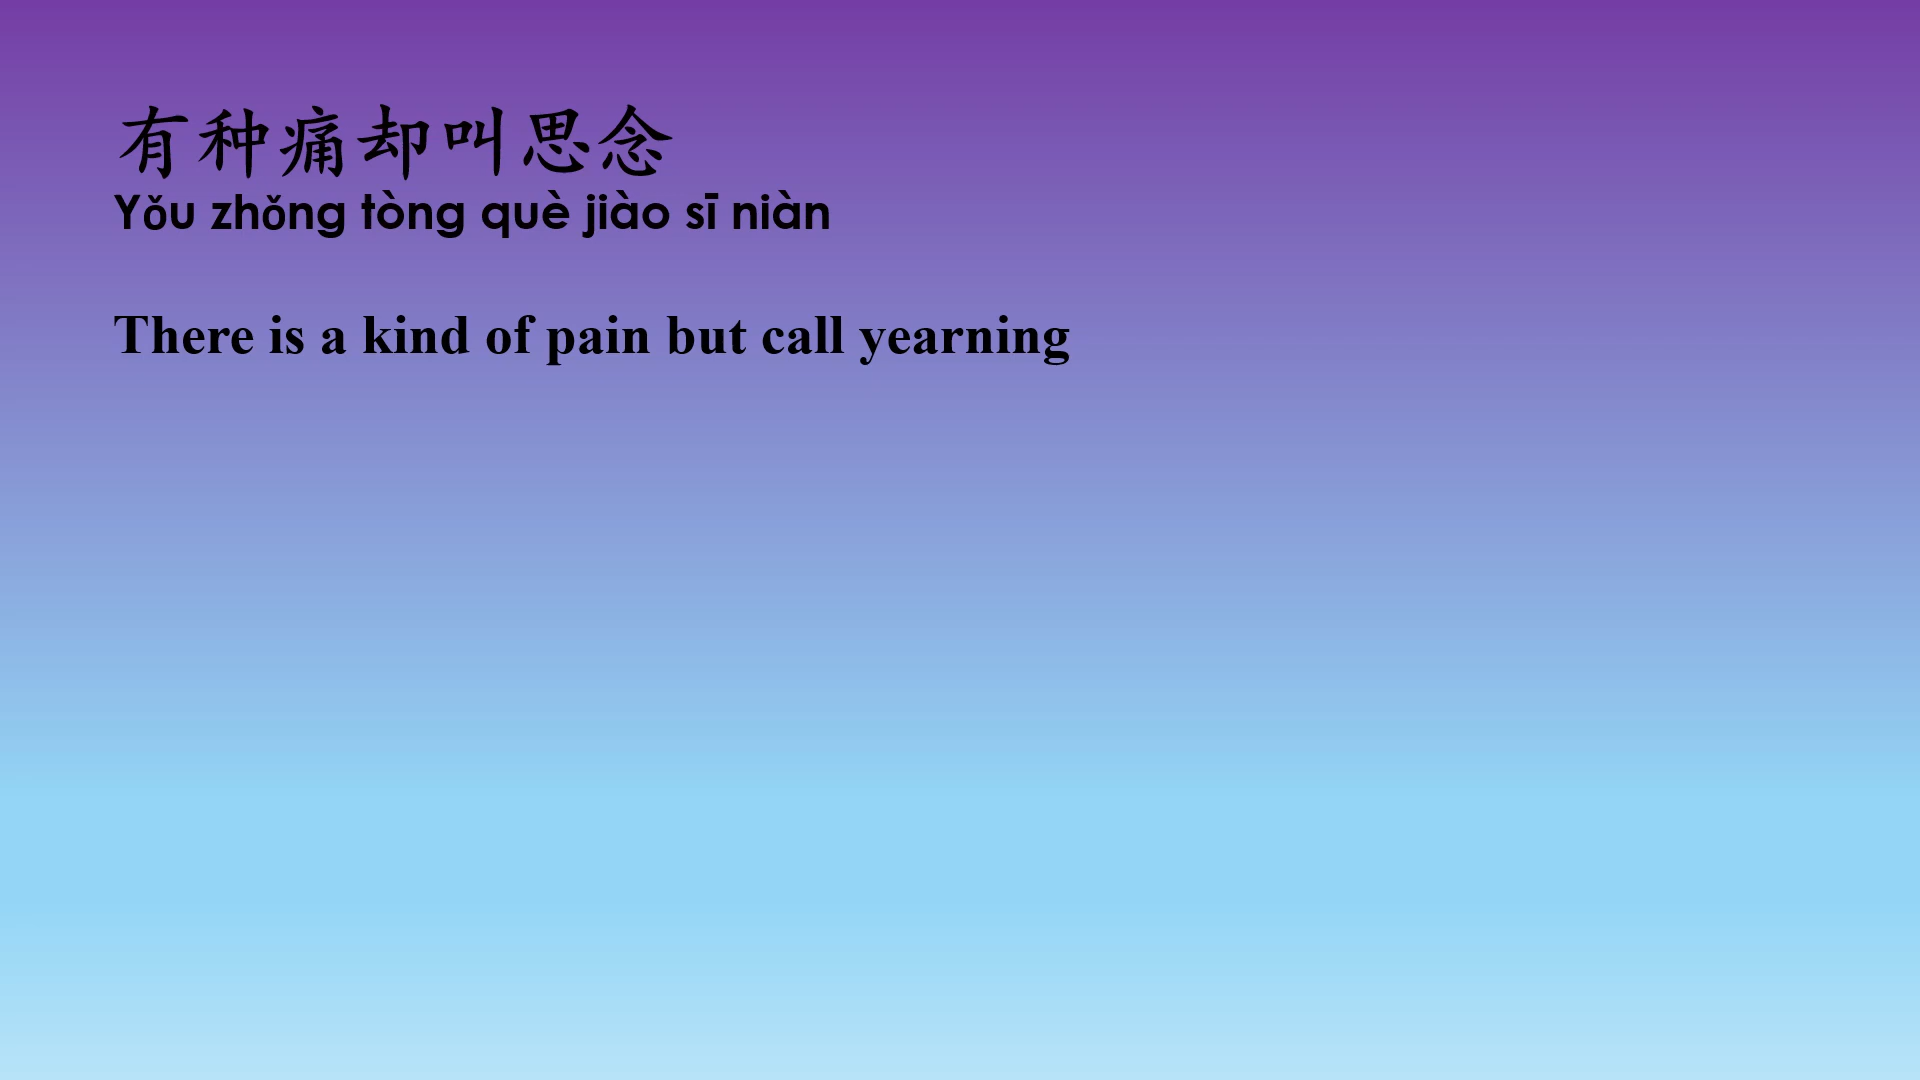 有种痛却叫思念
Yǒu zhǒng tòng què jiào sī niàn
There is a kind of pain but call yearning